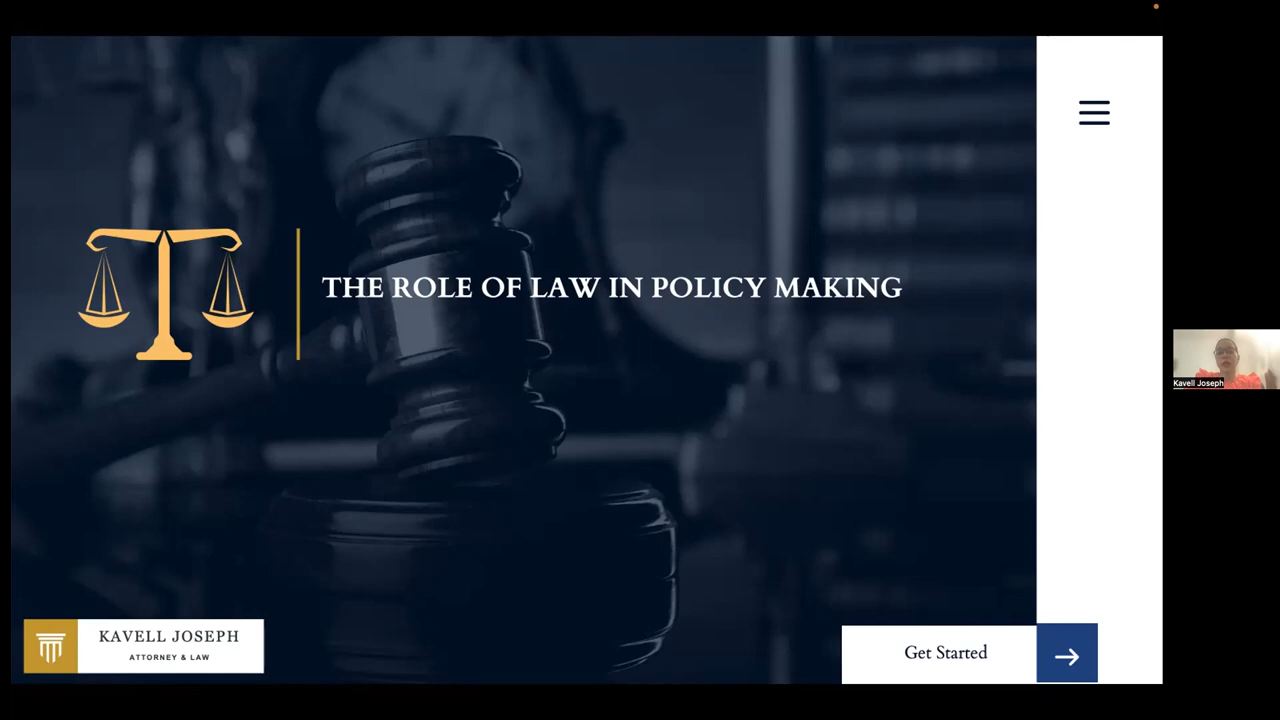 THE ROLE OF LAW IN POLICY MAKING
Kavell Joseph
KAVELL JOSEPH
ATTORNEY & LAW
Get Started